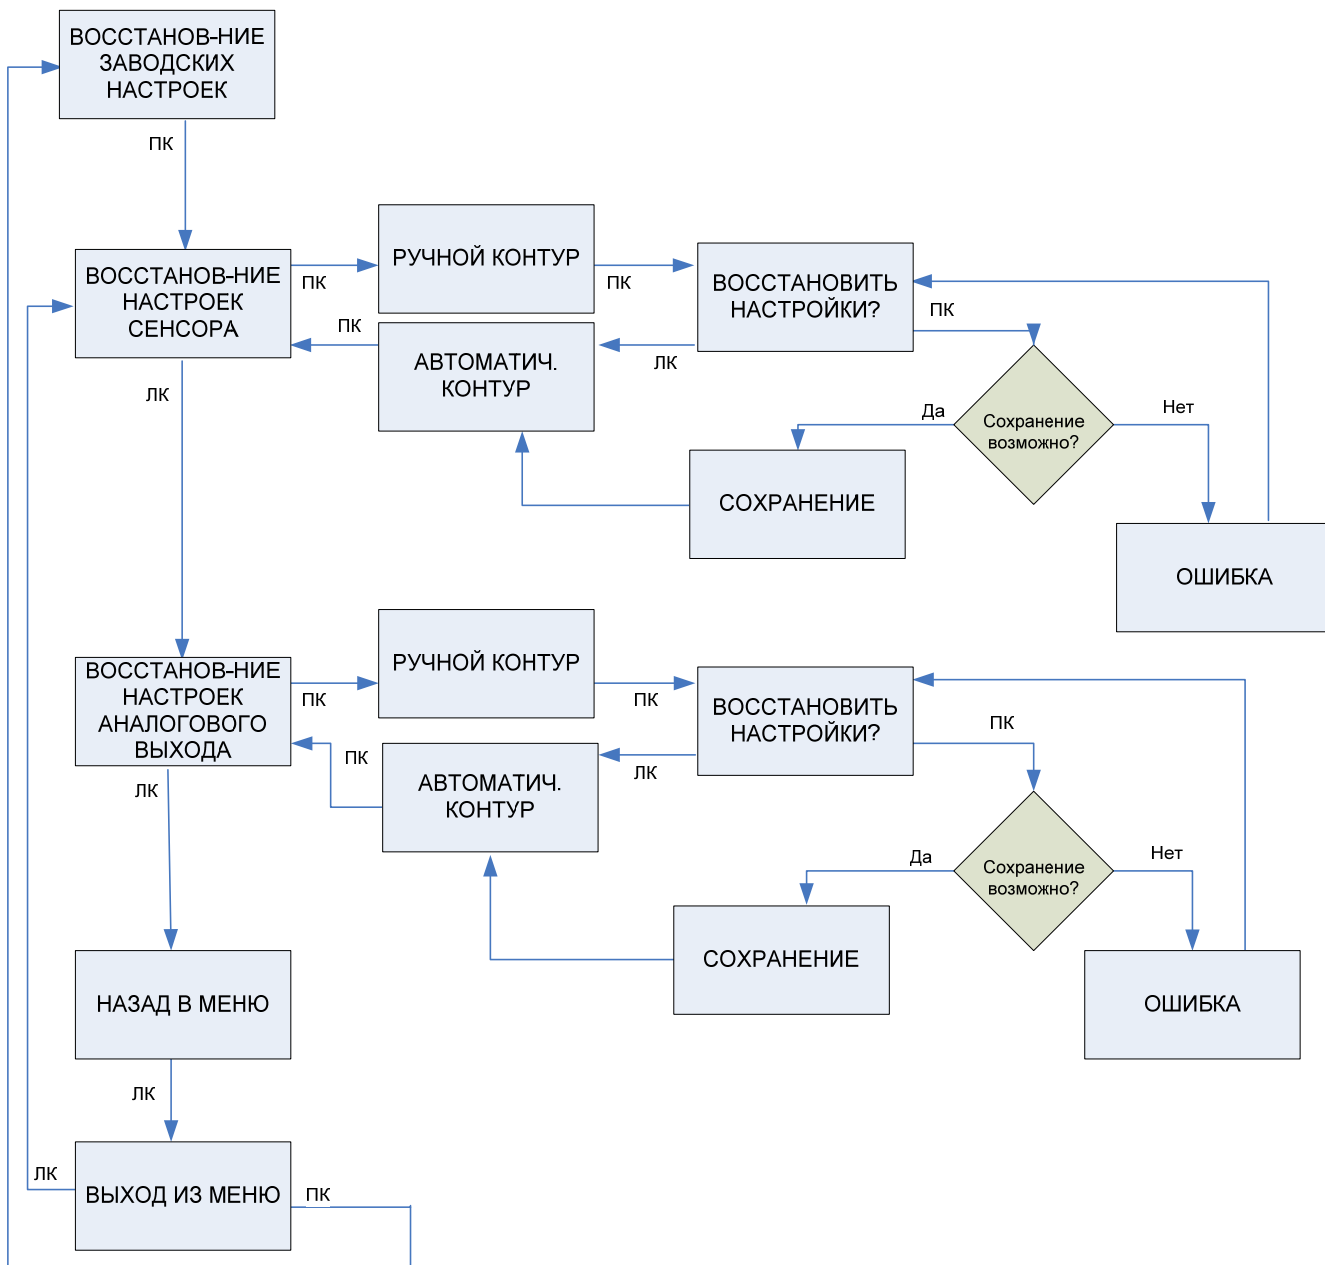 ВОССТАНОВ-НИЕ
ЗАВОДСКИХ
НАСТРОЕК
ПК
ВОССТАНОВ-НИЕ
НАСТРОЕК
СЕНСОРА
ПК
РУЧНОЙ КОНТУР
ПК
ВОССТАНОВИТЬ
НАСТРОЙКИ?
ПК
ПК
АВТОМАТИЧ.
КОНТУР
ЛК
ЛК
Да
Сохранение
возможно?
Нет
СОХРАНЕНИЕ
ОШИБКА
ВОССТАНОВ-НИЕ
НАСТРОЕК
АНАЛОГОВОГО
ВЫХОДА
ПК
РУЧНОЙ КОНТУР
ПК
ВОССТАНОВИТЬ
НАСТРОЙКИ?
ПК
ПК
АВТОМАТИЧ.
КОНТУР
ЛК
ЛК
Да
Сохранение
возможно?
Нет
СОХРАНЕНИЕ
ОШИБКА
НАЗАД В МЕНЮ
ЛК
ВЫХОД ИЗ МЕНЮ
ЛК
ПК